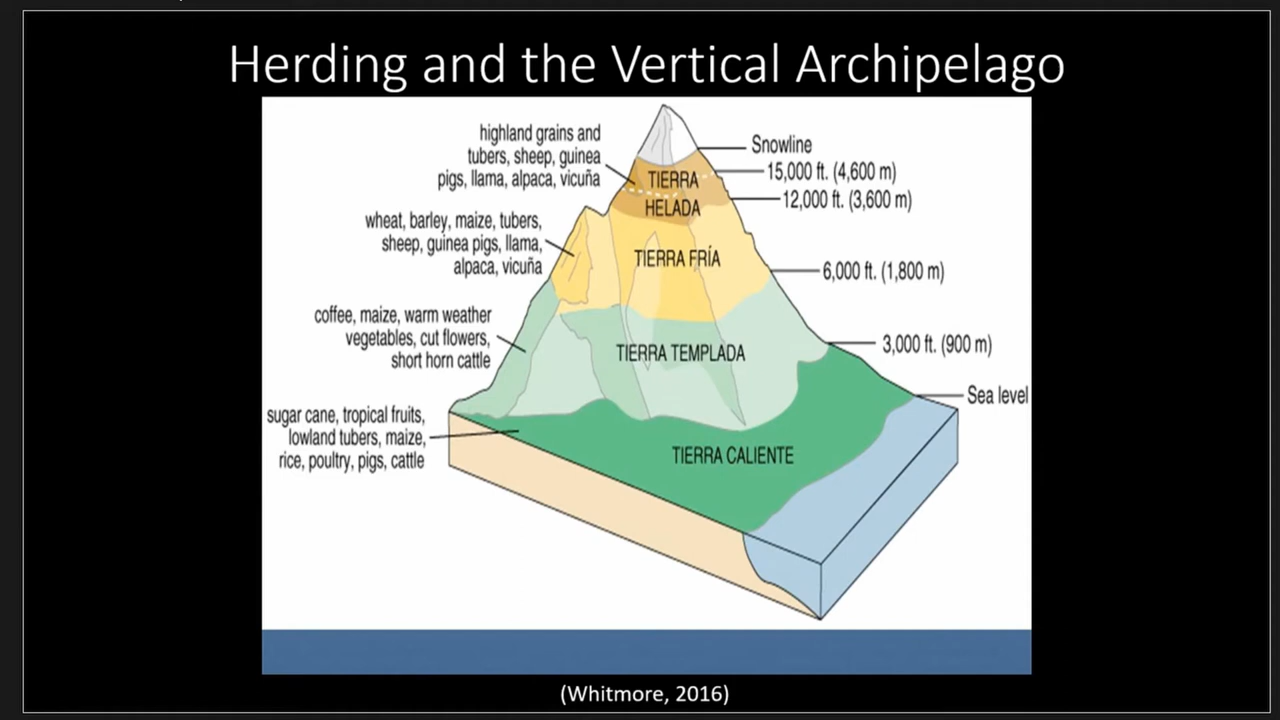 Herding and the Vertical Archipelago
highland grains and
tubers, sheep, guinea
pigs, llama, alpaca, vicuña
wheat, barley, maize, tubers,
sheep, guinea pigs, llama,
alpaca, vicuña
coffee, maize, warm weather
vegetables, cut flowers,
short horn cattle
sugar cane, tropical fruits,
lowland tubers, maize,
rice, poultry, pigs, cattle
TIERRA
HELADA
TIERRA FRÍA
TIERRA TEMPLADA
TIERRA CALIENTE
Snowline
15,000 ft. (4,600 m)
12,000 ft. (3,600 m)
6,000 ft. (1,800 m)
3,000 ft. (900 m)
Sea level
(Whitmore, 2016)